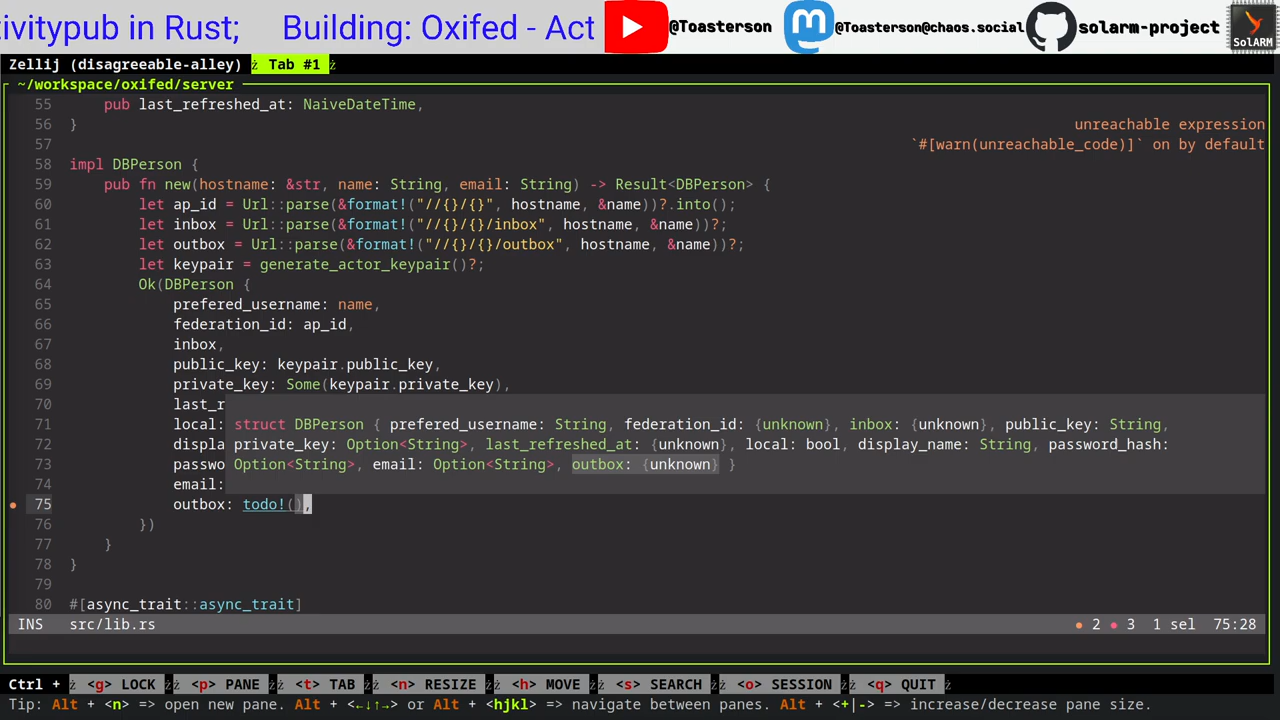 ivitypub in Rust;     Building: Oxifed - Act
@Toasterson
@Toasterson@chaos.social
solarm-project
SolARM
Zellij (disagreeable-alley)  Tab #1
~/workspace/oxifed/server
55 pub last_refreshed_at: NaiveDateTime,
56 }
unreachable expression
57
`#[warn(unreachable_code)]` on by default
58 impl DBPerson {
59 pub fn new(hostname: &str, name: String, email: String) -> Result<DBPerson> {
60 let ap_id = Url::parse(&format!("//{}/{}", hostname, &name))?.into();
61 let inbox = Url::parse(&format!("//{}/{}/inbox", hostname, &name))?;
62 let outbox = Url::parse(&format!("//{}/{}/outbox", hostname, &name))?;
63 let keypair = generate_actor_keypair()?;
64 Ok(DBPerson {
65 prefered_username: name,
66 federation_id: ap_id,
67 inbox,
68 public_key: keypair.public_key,
69 private_key: Some(keypair.private_key),
70 last_r
71 local:
struct DBPerson { prefered_username: String, federation_id: {unknown}, inbox: {unknown}, public_key: String,
72 displa
private_key: Option<String>, last_refreshed_at: {unknown}, local: bool, display_name: String, password_hash:
73 passwo
Option<String>, email: Option<String>, outbox: {unknown} }
74 email:
75 outbox: todo!(),
76 })
77 }
78 }
79
80 #[async_trait::async_trait]
INS src/lib.rs 2 3 1 sel 75:28
Ctrl + <g> LOCK <p> PANE <t> TAB <n> RESIZE <h> MOVE <s> SEARCH <o> SESSION <q> QUIT
Tip: Alt + <n> => open new pane. Alt + <←↓↑→> or Alt + <hjkl> => navigate between panes. Alt + <+|-> => increase/decrease pane size.